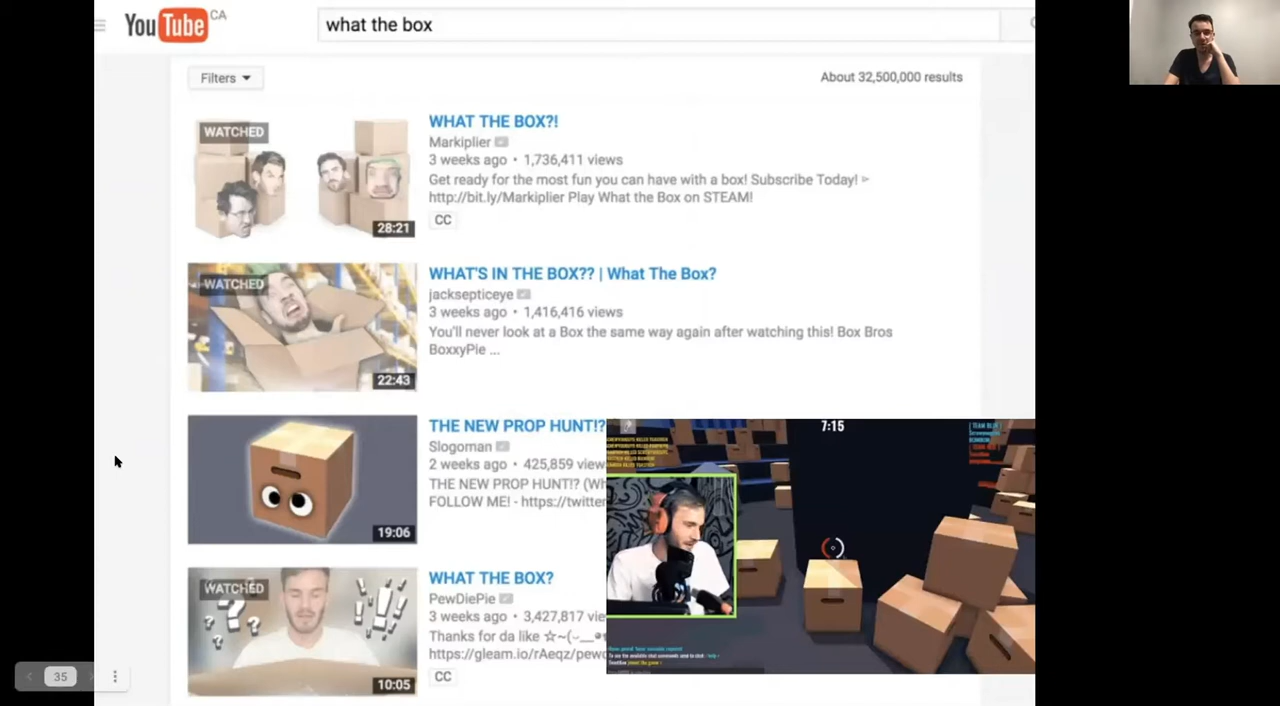 YouTube CA
what the box
Filters
About 32,500,000 results
WATCHED
28:21
WHAT THE BOX?!
Markiplier
3 weeks ago • 1,736,411 views
Get ready for the most fun you can have with a box! Subscribe Today! ►
http://bit.ly/Markiplier Play What the Box on STEAM!
CC
WATCHED
22:43
WHAT'S IN THE BOX?? | What The Box?
jacksepticeye
3 weeks ago • 1,416,416 views
You'll never look at a Box the same way again after watching this! Box Bros
BoxxyPie ...
19:06
THE NEW PROP HUNT!?
Slogoman
2 weeks ago • 425,859 view
THE NEW PROP HUNT!? (Wh
FOLLOW ME! - https://twitter
WATCHED
10:05
WHAT THE BOX?
PewDiePie
3 weeks ago • 3,427,817 vie
Thanks for da like
https://gleam.io/rAeqz/pewd
CC
7:15
35